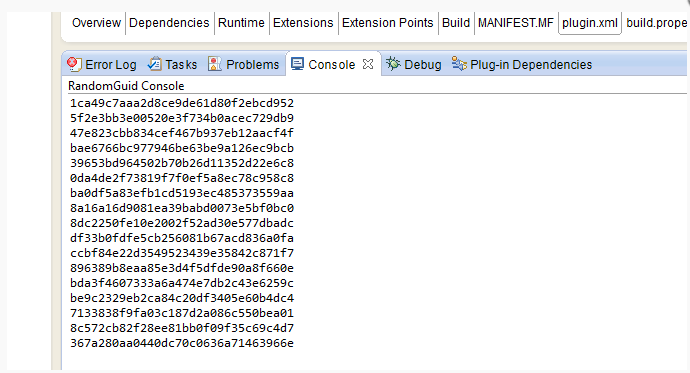 Overview Dependencies Runtime Extensions Extension Points Build MANIFEST.MF plugin.xml build.prope
Error Log Tasks Problems Console Debug Plug-in Dependencies
RandomGuid Console
1ca49c7aaa2d8ce9de61d80f2ebcd952
5f2e3bb3e00520e3f734b0acec729db9
47e823cbb834cef467b937eb12aacf4f
bae6766bc977946be63be9a126ec9bcb
39653bd964502b70b26d11352d22e6c8
0da4de2f73819f7f0ef5a8ec78c958c8
ba0df5a83efb1cd5193ec485373559aa
8a16a16d9081ea39babd0073e5bf0bc0
8dc2250fe10e2002f52ad30e577dbadc
df33b0fdfe5cb256081b67acd836a0fa
ccbf84e22d3549523439e35842c871f7
896389b8eaa85e3d4f5dfde90a8f660e
bda3f4607333a6a474e7db2c43e6259c
be9c2329eb2ca84c20df3405e60b4dc4
7133838f9fa03c187d2a086c550bea01
8c572cb82f28ee81bb0f09f35c69c4d7
367a280aa0440dc70c0636a71463966e